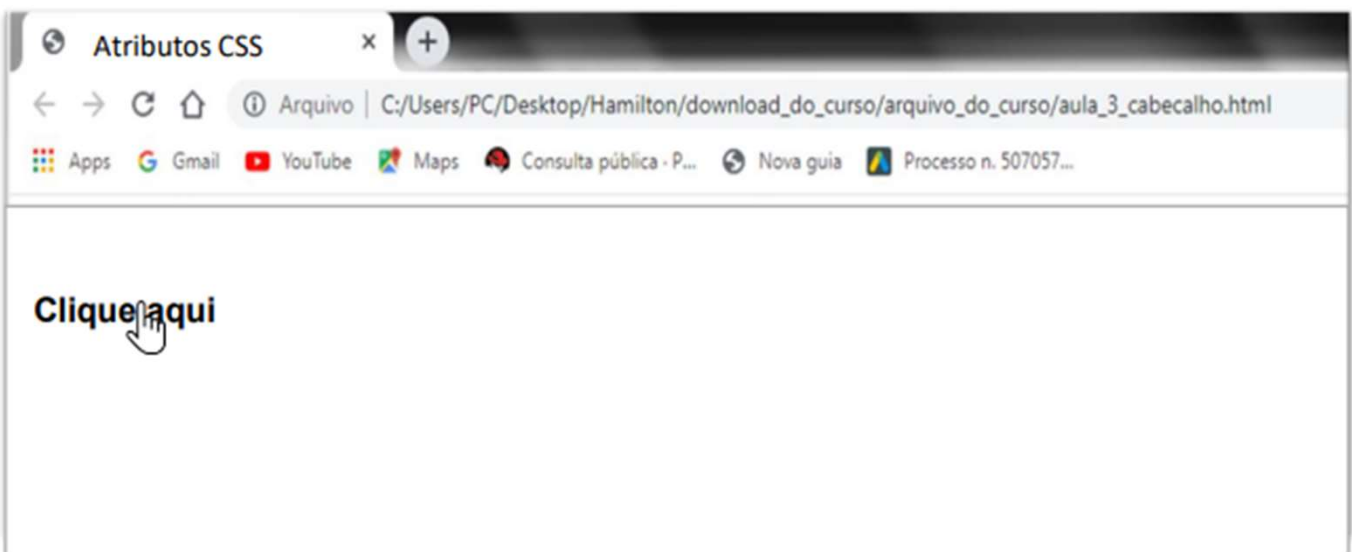 Atributos CSS
Arquivo | C:/Users/PC/Desktop/Hamilton/download_do_curso/arquivo_do_curso/aula_3_cabecalho.html
Apps Gmail YouTube Maps Consulta pública - P... Nova guia Processo n. 507057...
Clique aqui